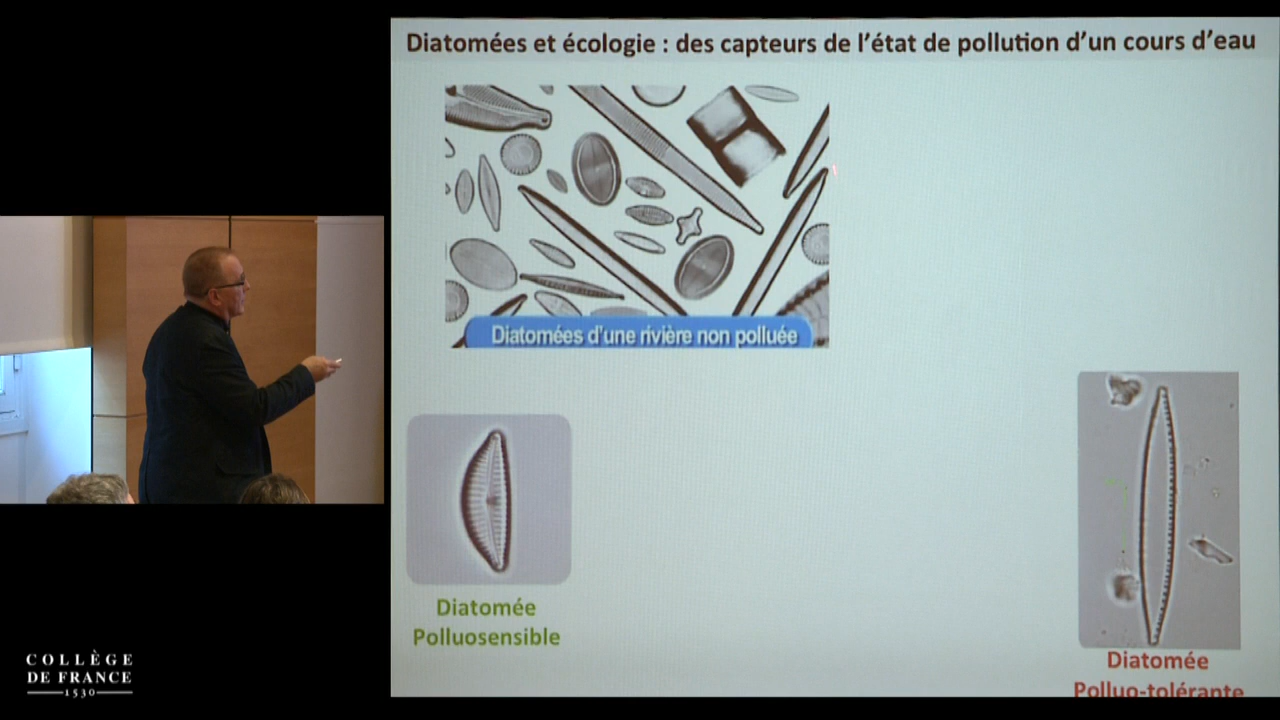 Diatomées et écologie : des capteurs de l’état de pollution d’un cours d’eau
Diatomées d'une rivière non polluée
Diatomée
Polluosensible
Diatomée
Polluo-tolérante
COLLÈGE
DE FRANCE
1530